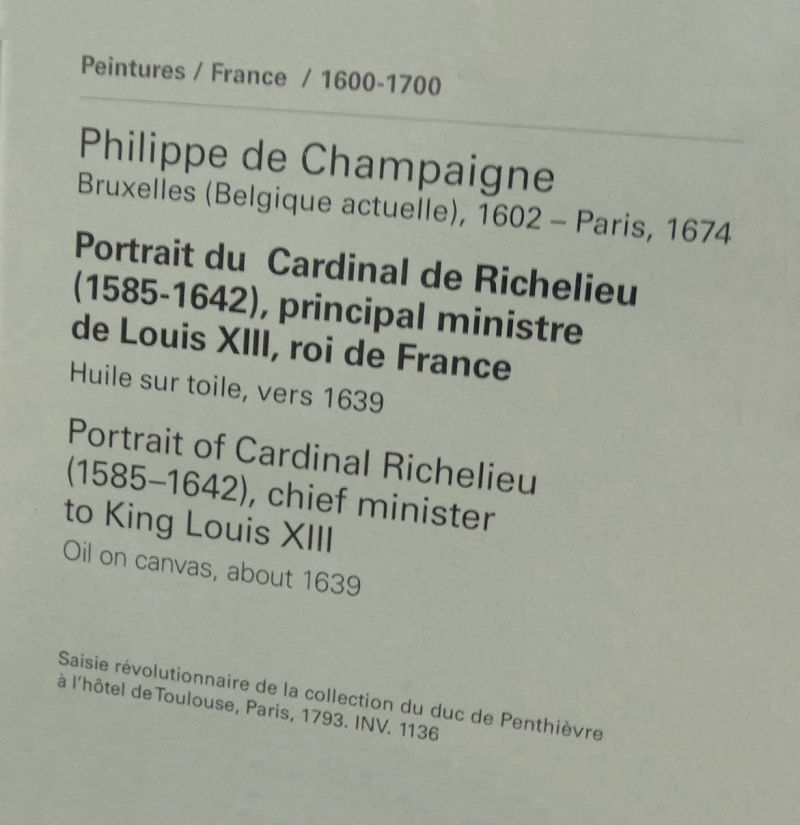 Peintures / France / 1600-1700
Philippe de Champaigne
Bruxelles (Belgique actuelle), 1602 – Paris, 1674
Portrait du Cardinal de Richelieu
(1585-1642), principal ministre
de Louis XIII, roi de France
Huile sur toile, vers 1639
Portrait of Cardinal Richelieu
(1585–1642), chief minister
to King Louis XIII
Oil on canvas, about 1639
Saisie révolutionnaire de la collection du duc de Penthièvre
à l'hôtel de Toulouse, Paris, 1793. INV. 1136